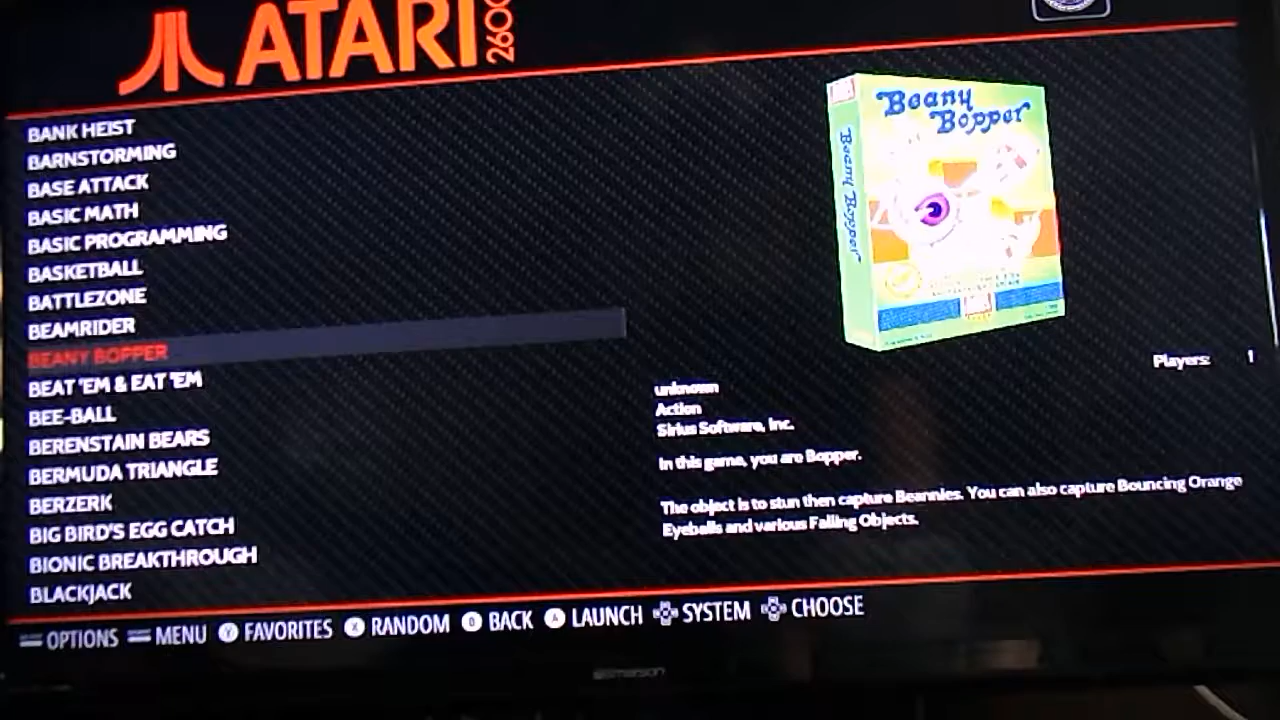 ATARI 2600
BANK HEIST
BARNSTORMING
BASE ATTACK
BASIC MATH
BASIC PROGRAMMING
BASKETBALL
BATTLEZONE
BEAMRIDER
BEANY BOPPER
BEAT 'EM & EAT 'EM
BEE-BALL
BERENSTAIN BEARS
BERMUDA TRIANGLE
BERZERK
BIG BIRD'S EGG CATCH
BIONIC BREAKTHROUGH
BLACKJACK
Beany
Bopper
Beany Bopper
Players: 1
unknown
Action
Sirius Software, Inc.
In this game, you are Bopper.
The object is to stun then capture Beannies. You can also capture Bouncing Orange
Eyeballs and various Falling Objects.
OPTIONS MENU Y FAVORITES X RANDOM B BACK A LAUNCH SYSTEM CHOOSE
EMERSON